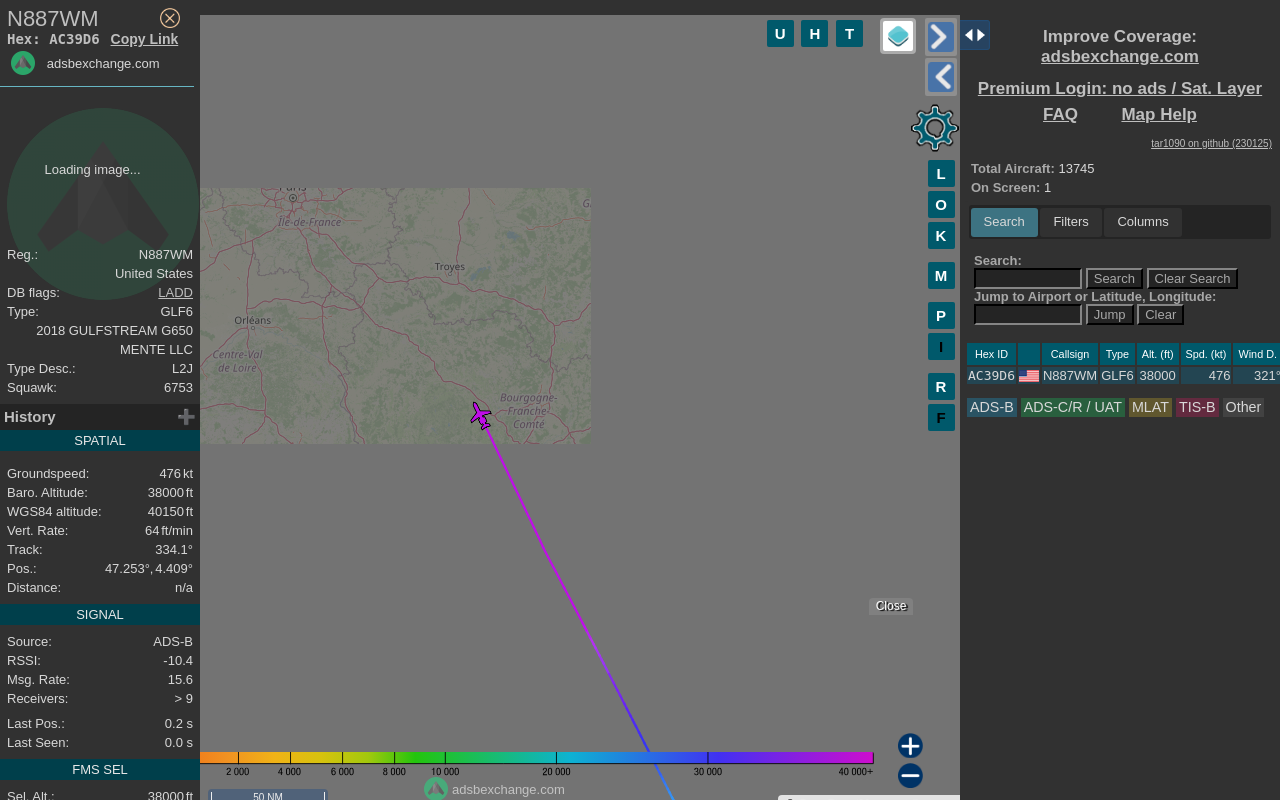 N887WM
Hex: AC39D6 Copy Link
adsbexchange.com
Loading image...
Reg.: N887WM
United States
DB flags: LADD
Type: GLF6
2018 GULFSTREAM G650
MENTE LLC
Type Desc.: L2J
Squawk: 6753
History
SPATIAL
Groundspeed: 476 kt
Baro. Altitude: 38000 ft
WGS84 altitude: 40150 ft
Vert. Rate: 64 ft/min
Track: 334.1°
Pos.: 47.253°, 4.409°
Distance: n/a
SIGNAL
Source: ADS-B
RSSI: -10.4
Msg. Rate: 15.6
Receivers: > 9
Last Pos.: 0.2 s
Last Seen: 0.0 s
FMS SEL
Sel. Alt.: 38000 ft
U H T
L
O
K
M
P
I
R
F
Paris
Île-de-France
Troyes
Orléans
Centre-Val
de Loire
Bourgogne-
Franche-
Comté
Close
2 000 4 000 6 000 8 000 10 000 20 000 30 000 40 000+
adsbexchange.com
50 NM
Improve Coverage:
adsbexchange.com
Premium Login: no ads / Sat. Layer
FAQ Map Help
tar1090 on github (230125)
Total Aircraft: 13745
On Screen: 1
Search Filters Columns
Search:
Search Clear Search
Jump to Airport or Latitude, Longitude:
Jump Clear
Hex ID Callsign Type Alt. (ft) Spd. (kt) Wind D.
AC39D6 N887WM GLF6 38000 476 321°
ADS-B ADS-C/R / UAT MLAT TIS-B Other